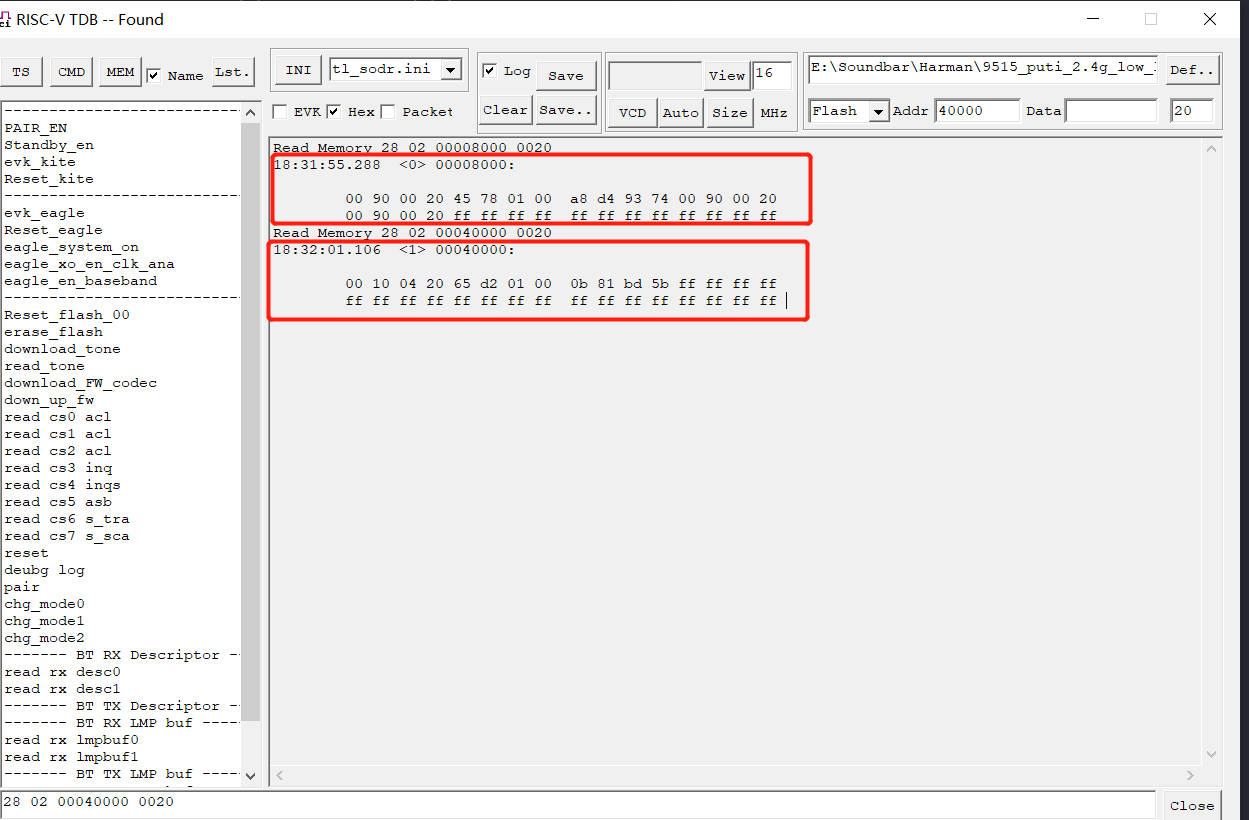 RISC-V TDB -- Found
TS CMD MEM Name Lst.
INI tl_sodr.ini
EVK Hex Packet
Log Save
Clear Save..
View 16
VCD Auto Size MHz
E:\Soundbar\Harman\9515_puti_2.4g_low_ Def..
Flash Addr 40000 Data 20
PAIR_EN
Standby_en
evk_kite
Reset_kite
--------------------------
evk_eagle
Reset_eagle
eagle_system_on
eagle_xo_en_clk_ana
eagle_en_baseband
--------------------------
Reset_flash_00
erase_flash
download_tone
read_tone
download_FW_codec
down_up_fw
read cs0 acl
read cs1 acl
read cs2 acl
read cs3 inq
read cs4 inqs
read cs5 asb
read cs6 s_tra
read cs7 s_sca
reset
deubg log
pair
chg_mode0
chg_mode1
chg_mode2
------- BT RX Descriptor --
read rx desc0
read rx desc1
------- BT TX Descriptor --
------- BT RX LMP buf -----
read rx lmpbuf0
read rx lmpbuf1
------- BT TX LMP buf -----
Read Memory 28 02 00008000 0020
18:31:55.288 <0> 00008000:
00 90 00 20 45 78 01 00 a8 d4 93 74 00 90 00 20
00 90 00 20 ff ff ff ff ff ff ff ff ff ff ff ff
Read Memory 28 02 00040000 0020
18:32:01.106 <1> 00040000:
00 10 04 20 65 d2 01 00 0b 81 bd 5b ff ff ff ff
ff ff ff ff ff ff ff ff ff ff ff ff ff ff ff ff
28 02 00040000 0020
Close